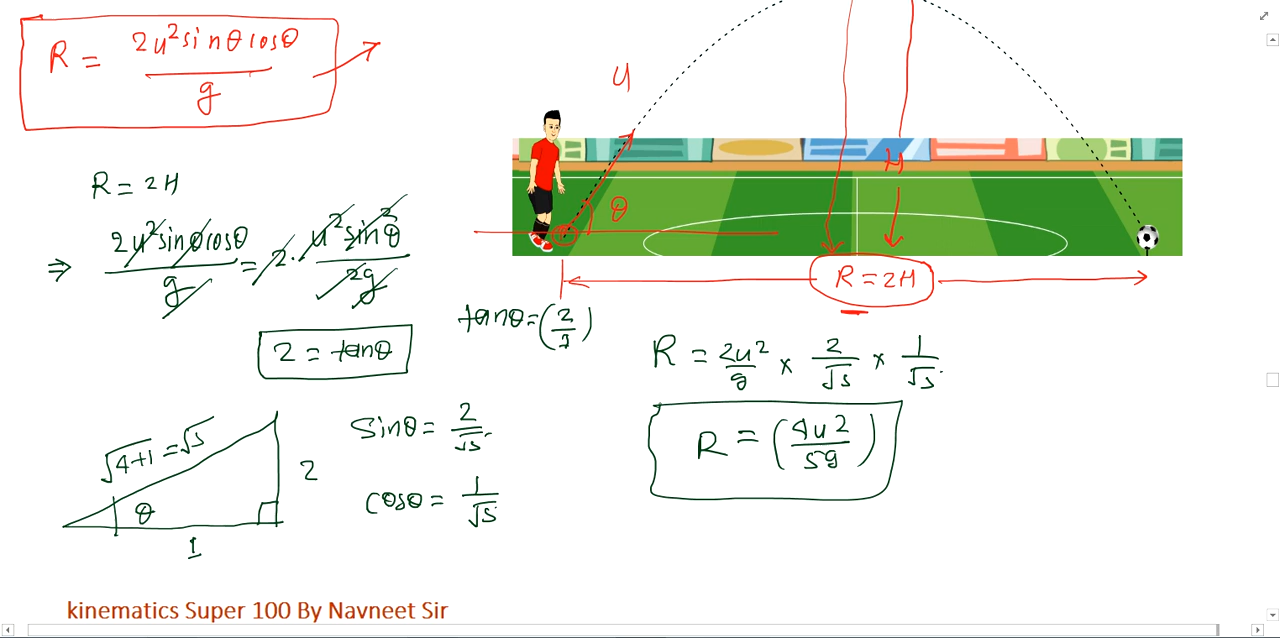 R = 2u²sinθcosθ / g
u
H
θ
R = 2H
R = 2H
⇒ 2u²sinθcosθ / g = 2 · u²sin²θ / 2g
2 = tanθ
tanθ = (2/1)
R = 2u²/g × 2/√5 × 1/√5
R = (4u²/5g)
√4+1 = √5
2
θ
1
sinθ = 2/√5
cosθ = 1/√5
kinematics Super 100 By Navneet Sir